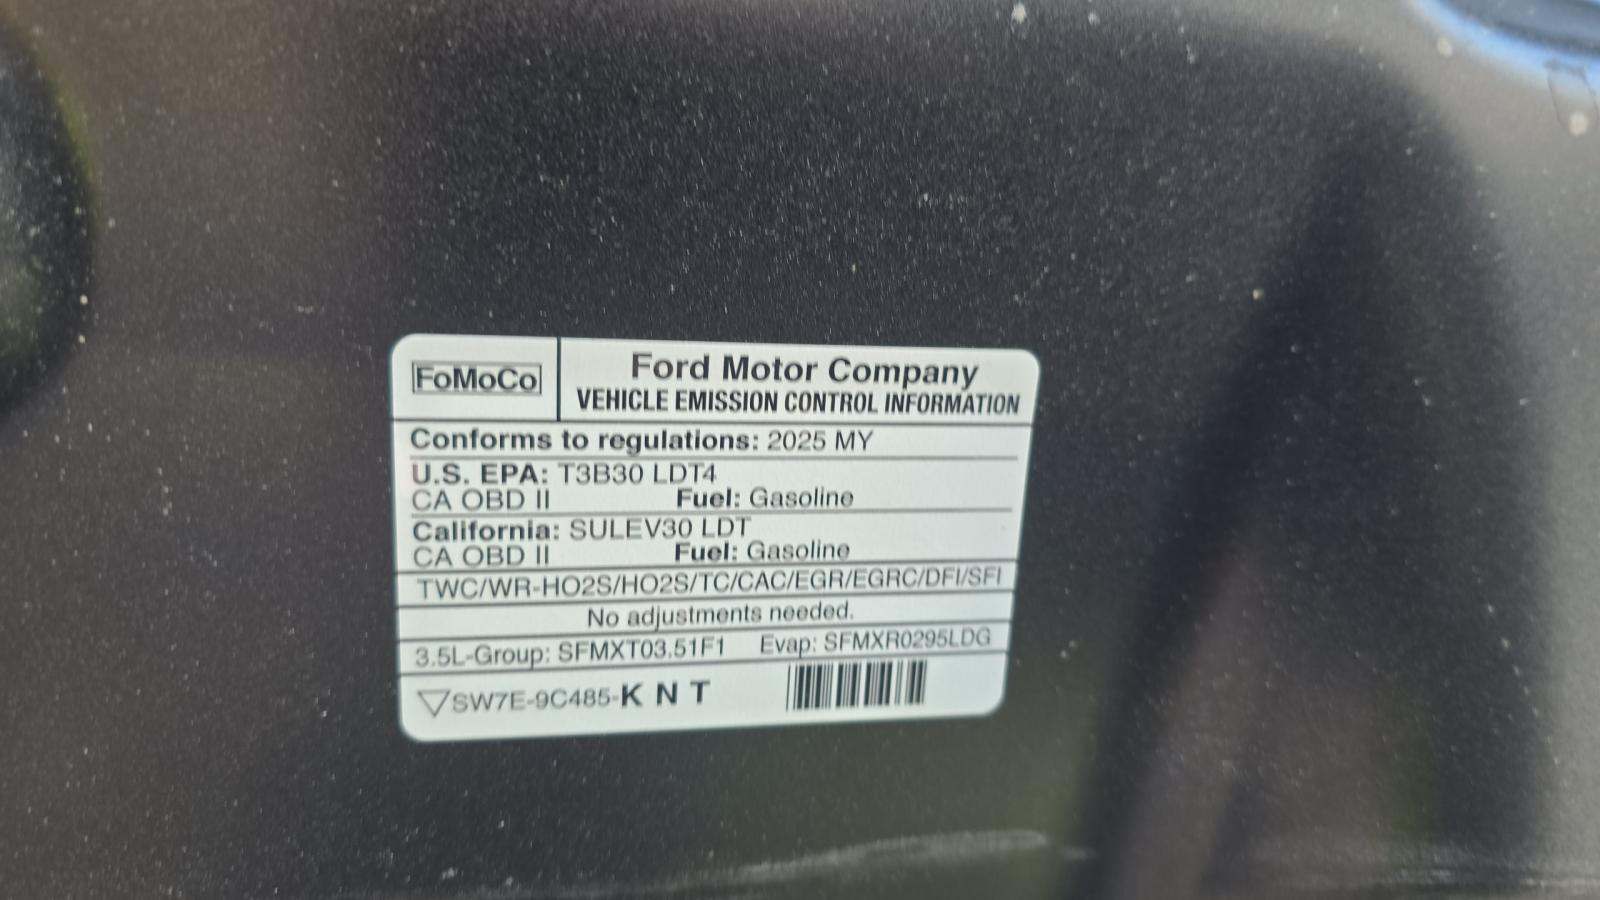 FoMoCo
Ford Motor Company
VEHICLE EMISSION CONTROL INFORMATION
Conforms to regulations: 2025 MY
U.S. EPA: T3B30 LDT4
CA OBD II Fuel: Gasoline
California: SULEV30 LDT
CA OBD II Fuel: Gasoline
TWC/WR-HO2S/HO2S/TC/CAC/EGR/EGRC/DFI/SFI
No adjustments needed.
3.5L-Group: SFMXT03.51F1 Evap: SFMXR0295LDG
SW7E-9C485-K N T